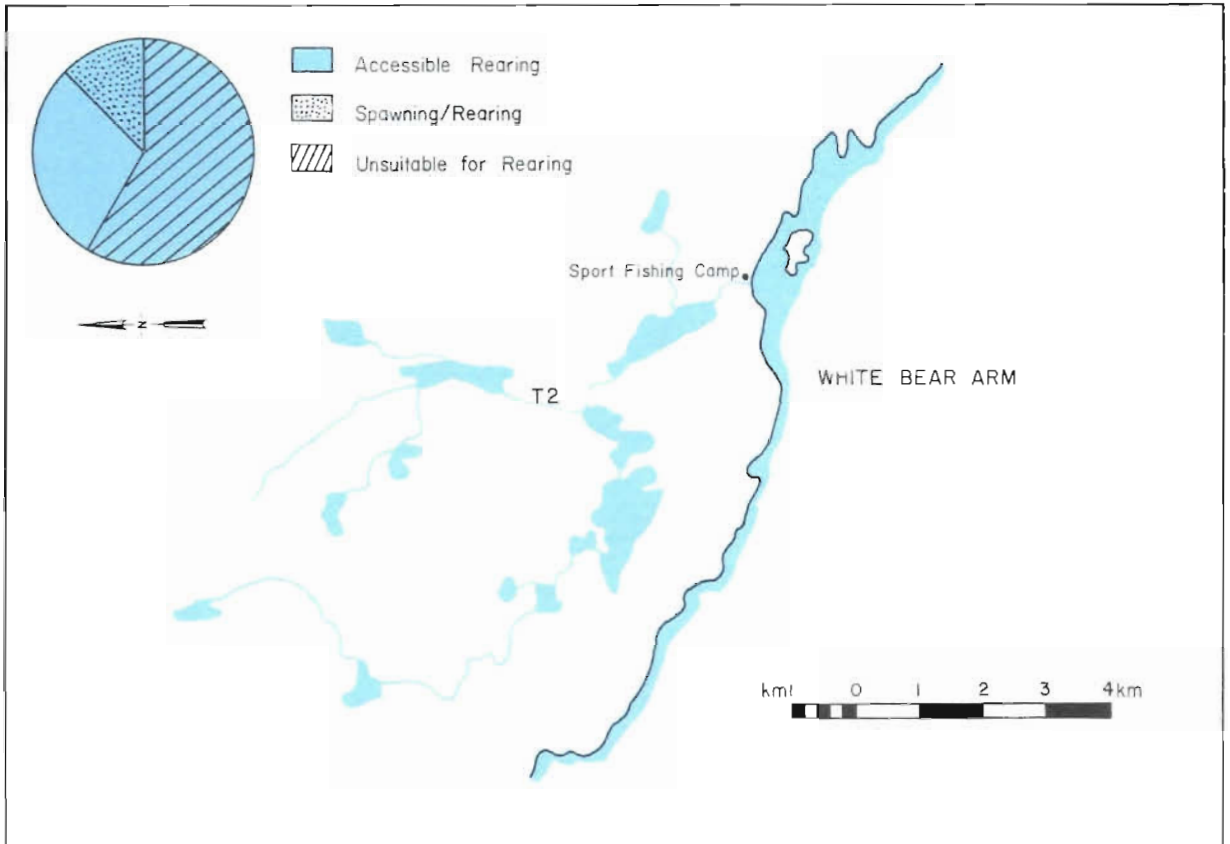 Accessible Rearing
Spawning/Rearing
Unsuitable for Rearing
N
Sport Fishing Camp
WHITE BEAR ARM
T2
km1 0 1 2 3 4km